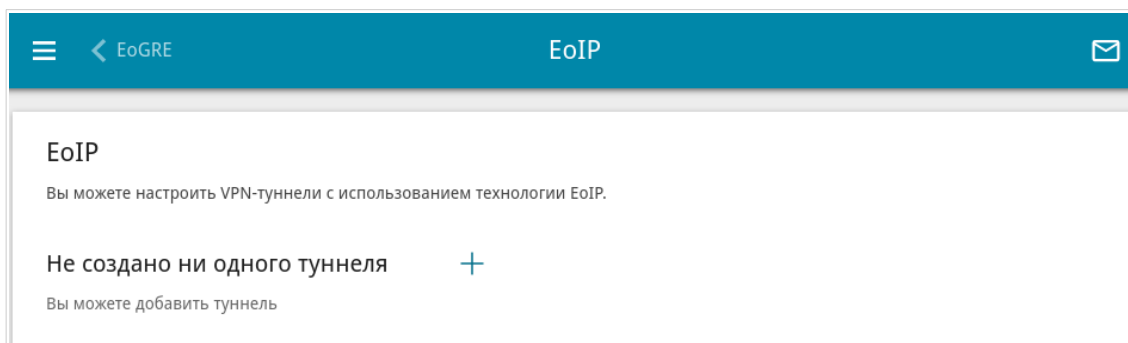 EoGRE
EoIP
EoIP
Вы можете настроить VPN-туннели с использованием технологии EoIP.
Не создано ни одного туннеля
Вы можете добавить туннель